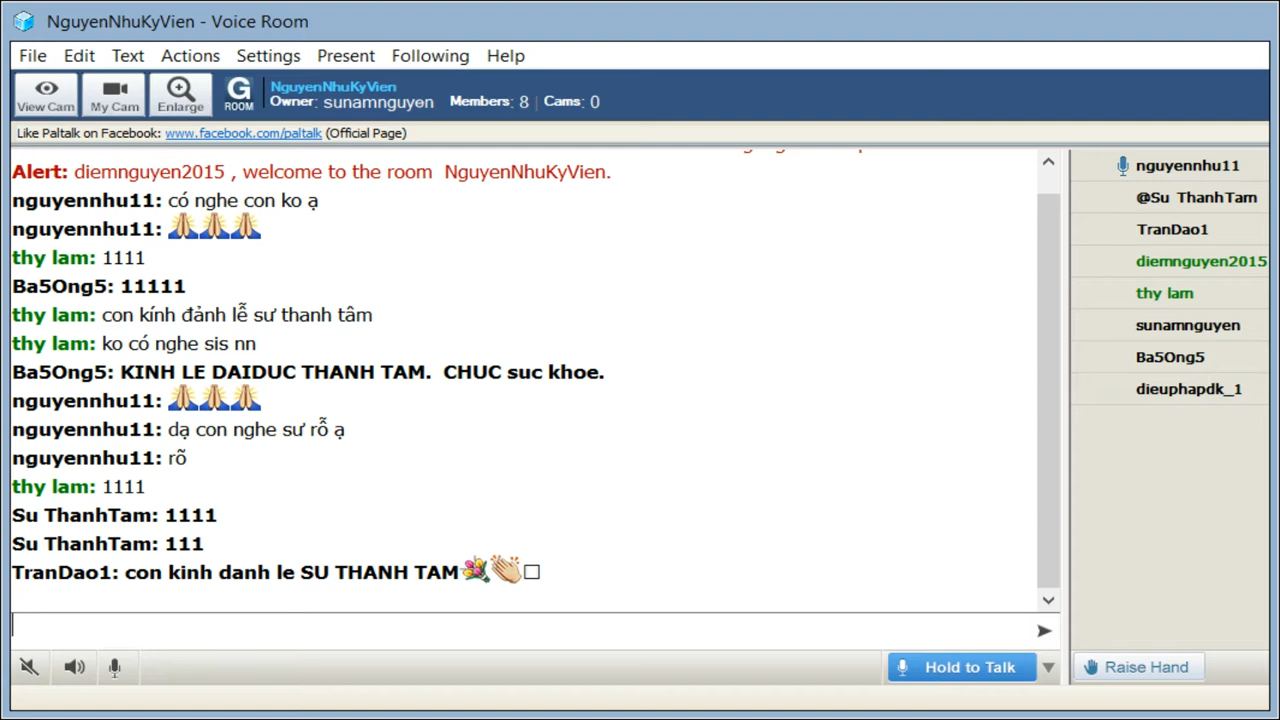 NguyenNhuKyVien - Voice Room
File Edit Text Actions Settings Present Following Help
View Cam My Cam Enlarge G ROOM
NguyenNhuKyVien
Owner: sunamnguyen Members: 8 | Cams: 0
Like Paltalk on Facebook: www.facebook.com/paltalk (Official Page)
Alert: diemnguyen2015 , welcome to the room NguyenNhuKyVien.
nguyennhu11: có nghe con ko ạ
nguyennhu11: 🙏🙏🙏
thy lam: 1111
Ba5Ong5: 11111
thy lam: con kính đảnh lễ sư thanh tâm
thy lam: ko có nghe sis nn
Ba5Ong5: KINH LE DAIDUC THANH TAM. CHUC suc khoe.
nguyennhu11: 🙏🙏🙏
nguyennhu11: dạ con nghe sư rỗ ạ
nguyennhu11: rõ
thy lam: 1111
Su ThanhTam: 1111
Su ThanhTam: 111
TranDao1: con kinh danh le SU THANH TAM💐👏□
nguyennhu11
@Su ThanhTam
TranDao1
diemnguyen2015
thy lam
sunamnguyen
Ba5Ong5
dieuphapdk_1
Hold to Talk
Raise Hand